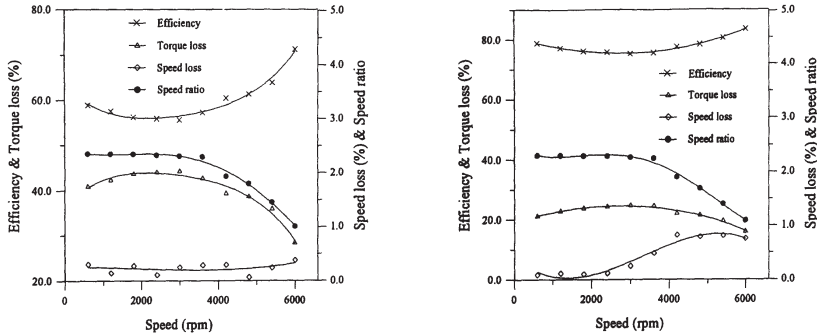 80.0
60.0
40.0
20.0
Efficiency & Torque loss (%)
Efficiency
Torque loss
Speed loss
Speed ratio
5.0
4.0
3.0
2.0
1.0
0.0
Speed loss (%) & Speed ratio
0
2000
4000
6000
Speed (rpm)
80.0
60.0
40.0
20.0
0.0
Efficiency & Torque loss (%)
Efficiency
Torque loss
Speed loss
Speed ratio
5.0
4.0
3.0
2.0
1.0
0.0
Speed loss (%) & Speed ratio
0
2000
4000
6000
Speed (rpm)